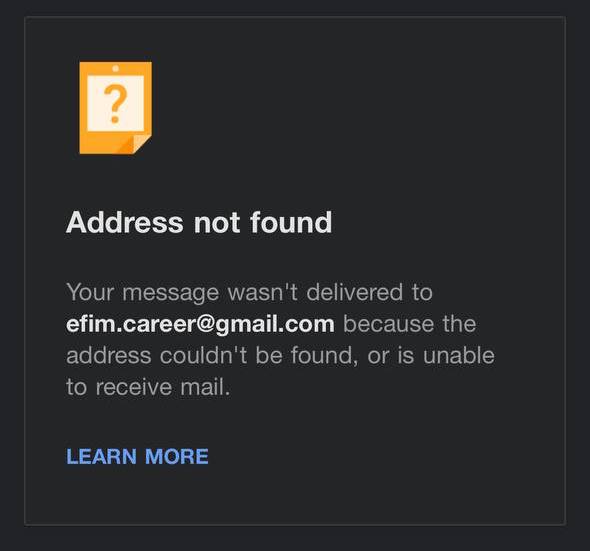 ?
Address not found
Your message wasn't delivered to
efim.career@gmail.com because the
address couldn't be found, or is unable
to receive mail.
LEARN MORE